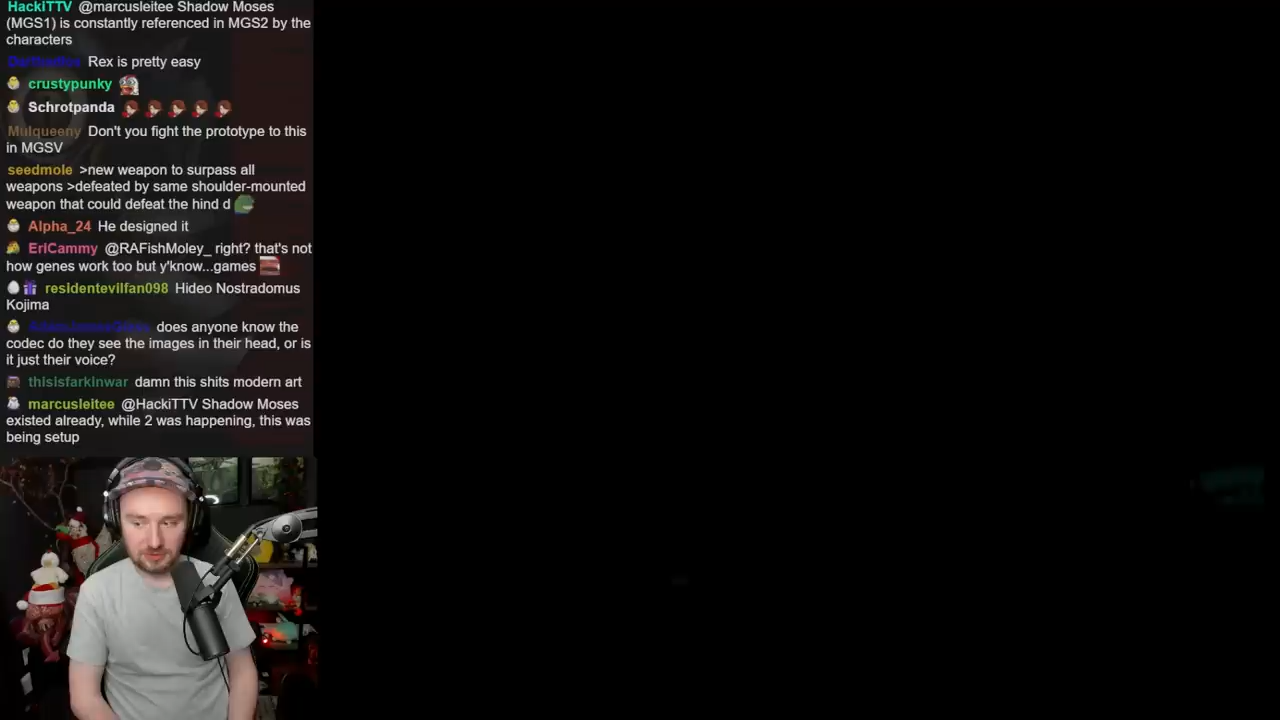 HackiTTV @marcusleitee Shadow Moses
(MGS1) is constantly referenced in MGS2 by the
characters
Rex is pretty easy
crustypunky
Schrotpanda
Mulqueeny Don't you fight the prototype to this
in MGSV
seedmole >new weapon to surpass all
weapons >defeated by same shoulder-mounted
weapon that could defeat the hind d
Alpha_24 He designed it
EriCammy @RAFishMoley_ right? that's not
how genes work too but y'know...games
residentevilfan098 Hideo Nostradomus
Kojima
does anyone know the
codec do they see the images in their head, or is
it just their voice?
thisisfarkinwar damn this shits modern art
marcusleitee @HackiTTV Shadow Moses
existed already, while 2 was happening, this was
being setup